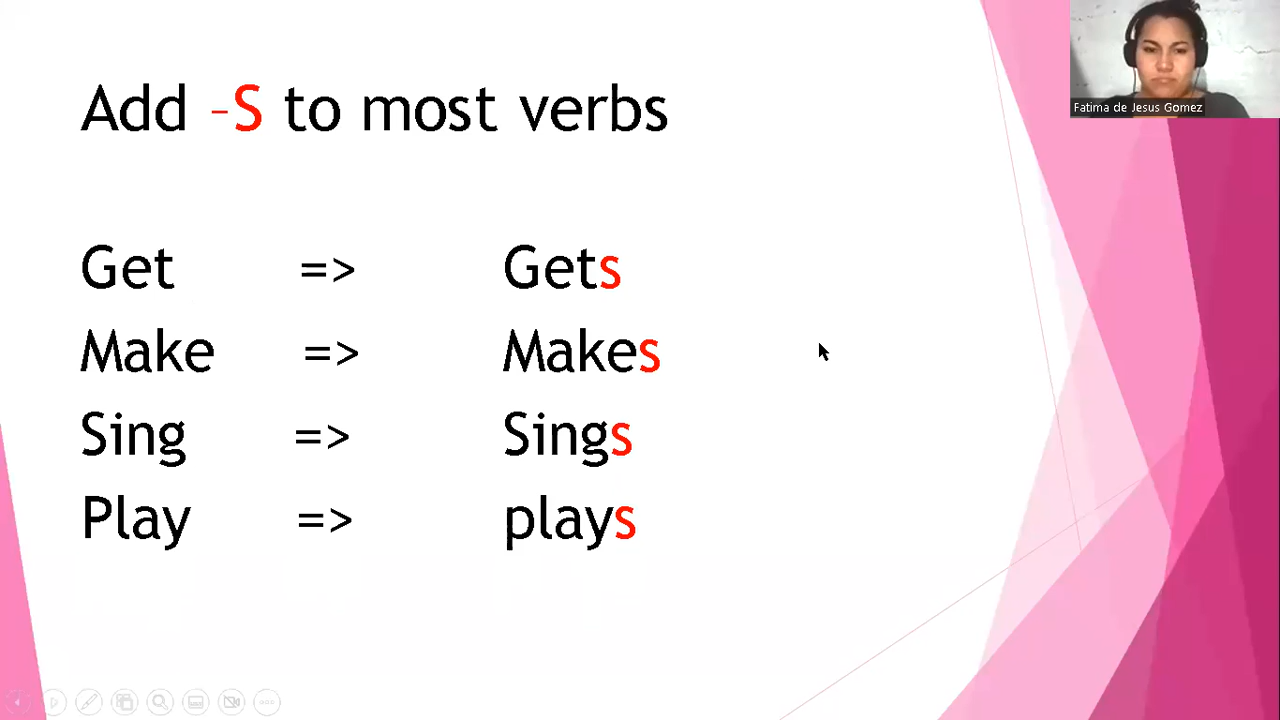 Add –S to most verbs
Get => Gets
Make => Makes
Sing => Sings
Play => plays
Fatima de Jesus Gomez